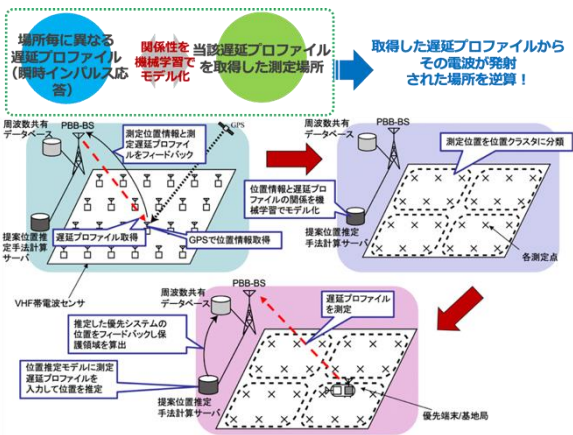 場所毎に異なる
遅延プロファイル
(瞬時インパルス応
答)
関係性を
機械学習で
モデル化
当該遅延プロファイル
を取得した測定場所
取得した遅延プロファイルから
その電波が発射
された場所を逆算！
周波数共有
データベース
PBB-BS
測定位置情報と測
定遅延プロファイ
ルをフィードバック
GPS
遅延プロファイル取得
GPSで位置情報取得
提案位置推
定手法計算
サーバ
VHF帯電波センサ
周波数共有
データベース
PBB-BS
測定位置を位置クラスタに分類
位置情報と遅延プロ
ファイルの関係を機
械学習でモデル化
提案位置推定
手法計算サーバ
各測定点
周波数共有
データベース
PBB-BS
遅延プロファイル
を測定
推定した優先システムの
位置をフィードバックし保
護領域を算出
位置推定モデルに測定
遅延プロファイルを
入力して位置を推定
提案位置推定
手法計算サーバ
優先端末/基地局